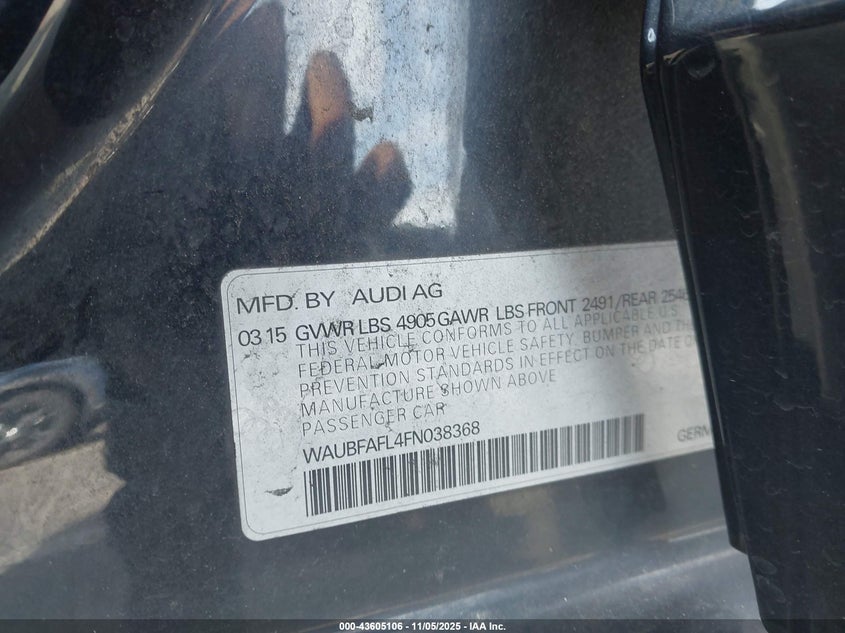 MFD. BY AUDI AG
03 15 GVWR LBS 4905 GAWR LBS FRONT 2491/REAR
THIS VEHICLE CONFORMS TO ALL APPLICABLE U.S
FEDERAL MOTOR VEHICLE SAFETY, BUMPER AND
PREVENTION STANDARDS IN EFFECT ON THE DATE
MANUFACTURE SHOWN ABOVE
PASSENGER CAR
WAUBFAFL4FN038368
000-43605106 - 11/05/2025 - IAA Inc.